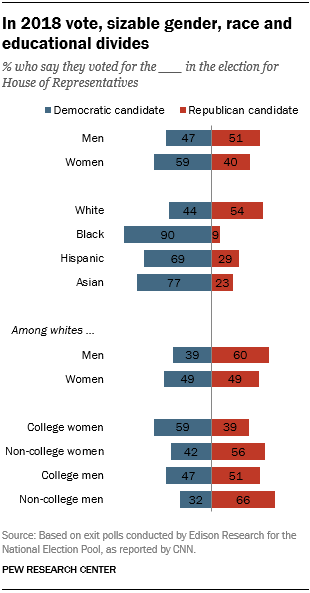 In 2018 vote, sizable gender, race and
educational divides
% who say they voted for the ___ in the election for
House of Representatives
Democratic candidate Republican candidate
Men 47 51
Women 59 40
White 44 54
Black 90 9
Hispanic 69 29
Asian 77 23
Among whites ...
Men 39 60
Women 49 49
College women 59 39
Non-college women 42 56
College men 47 51
Non-college men 32 66
Source: Based on exit polls conducted by Edison Research for the
National Election Pool, as reported by CNN.
PEW RESEARCH CENTER